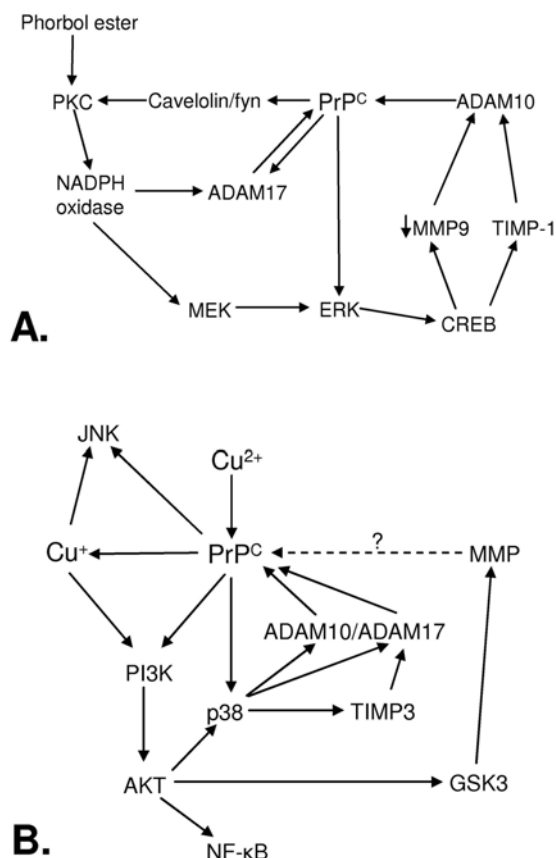 Phorbol ester
PKC
Cavelolin/fyn
PrPᶜ
ADAM10
NADPH
oxidase
ADAM17
↓MMP9
TIMP-1
MEK
ERK
CREB
A.
JNK
Cu²⁺
Cu⁺
PrPᶜ
?
MMP
ADAM10/ADAM17
PI3K
p38
TIMP3
AKT
GSK3
NF-κB
B.